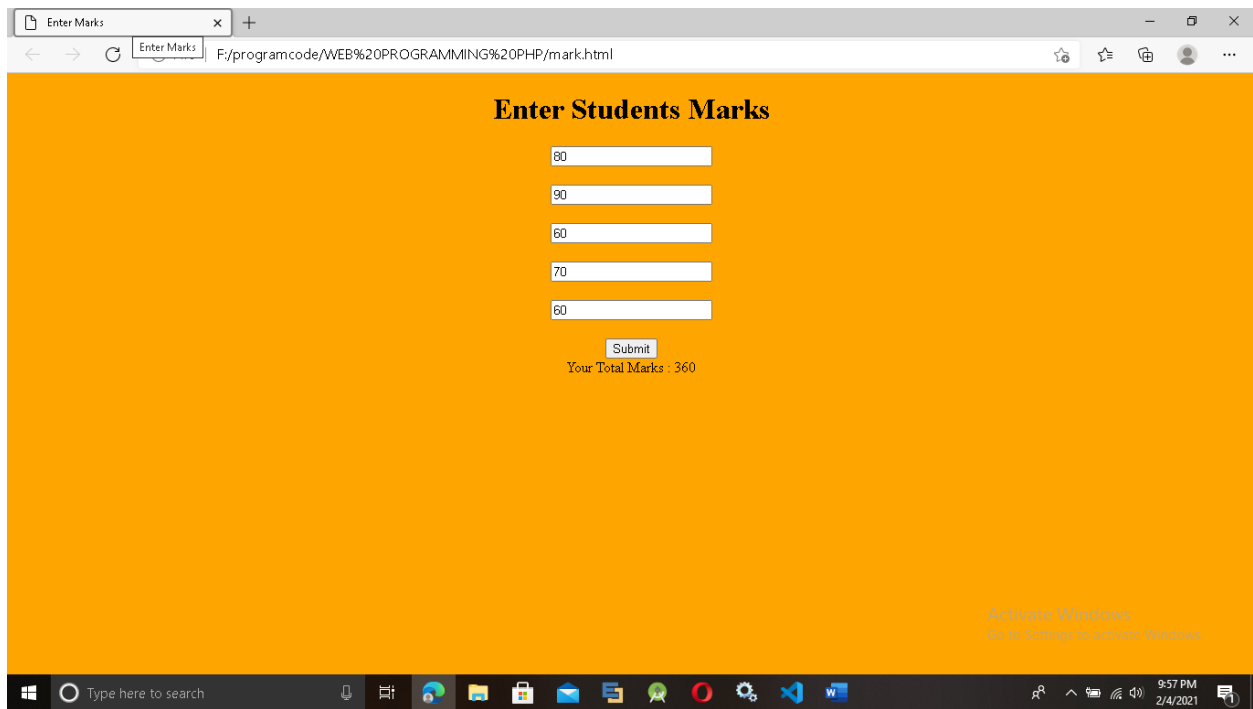 Enter Marks
Enter Marks
F:/programcode/WEB%20PROGRAMMING%20PHP/mark.html
Enter Students Marks
80
90
60
70
60
Submit
Your Total Marks : 360
Activate Windows
Go to Settings to activate Windows.
Type here to search
9:57 PM
2/4/2021